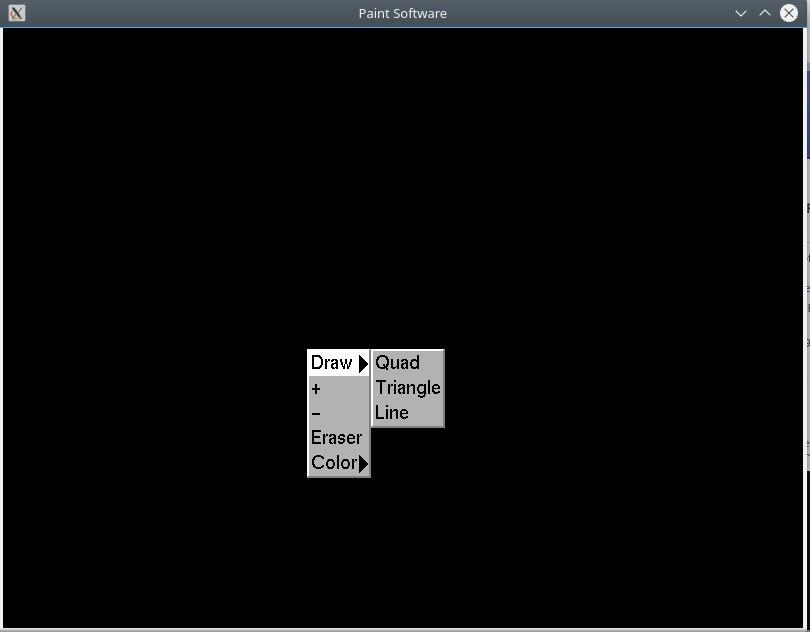 Paint Software
Draw
+
-
Eraser
Color
Quad
Triangle
Line